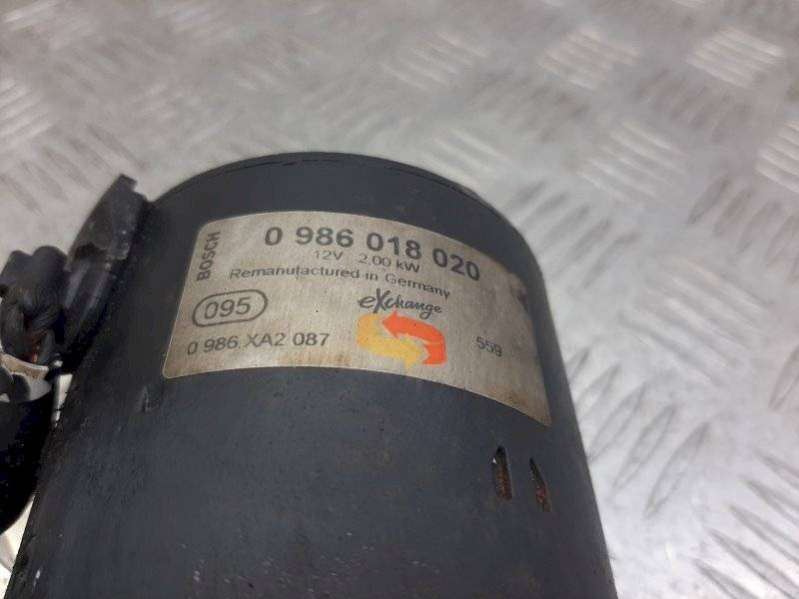 BOSCH
0 986 018 020
12V 2,00 kW
Remanufactured in Germany
095
eXchange
0 986 XA2 087
559